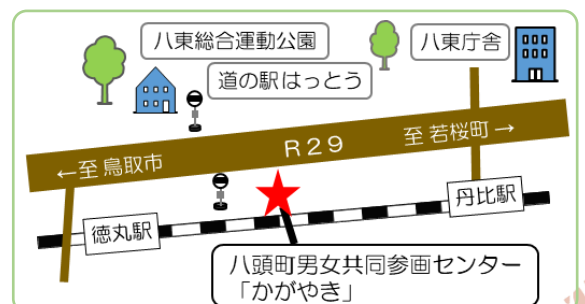 八東総合運動公園
八東庁舎
道の駅はっとう
R29
至 若桜町→
←至 鳥取市
丹比駅
徳丸駅
八頭町男女共同参画センター
「かがやき」